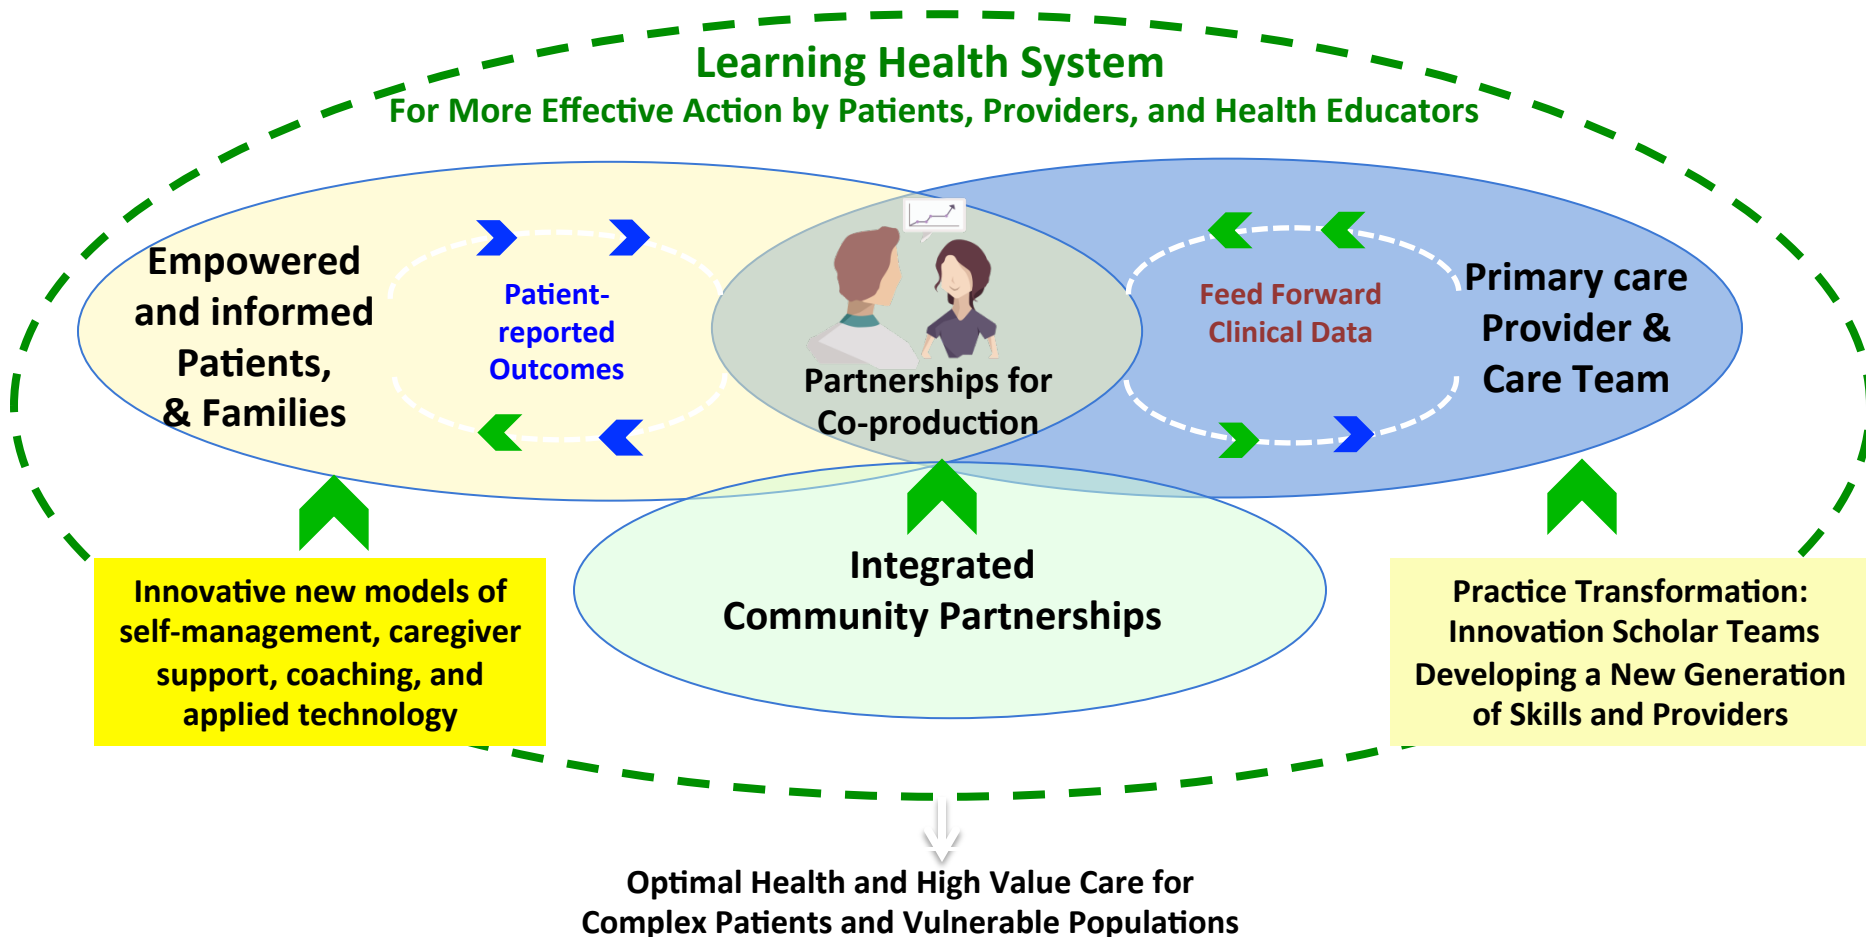 Learning Health System
For More Effective Action by Patients, Providers, and Health Educators
Empowered
and informed
Patients,
& Families
Patient-
reported
Outcomes
Partnerships for
Co-production
Feed Forward
Clinical Data
Primary care
Provider &
Care Team
Integrated
Community Partnerships
Innovative new models of
self-management, caregiver
support, coaching, and
applied technology
Practice Transformation:
Innovation Scholar Teams
Developing a New Generation
of Skills and Providers
Optimal Health and High Value Care for
Complex Patients and Vulnerable Populations